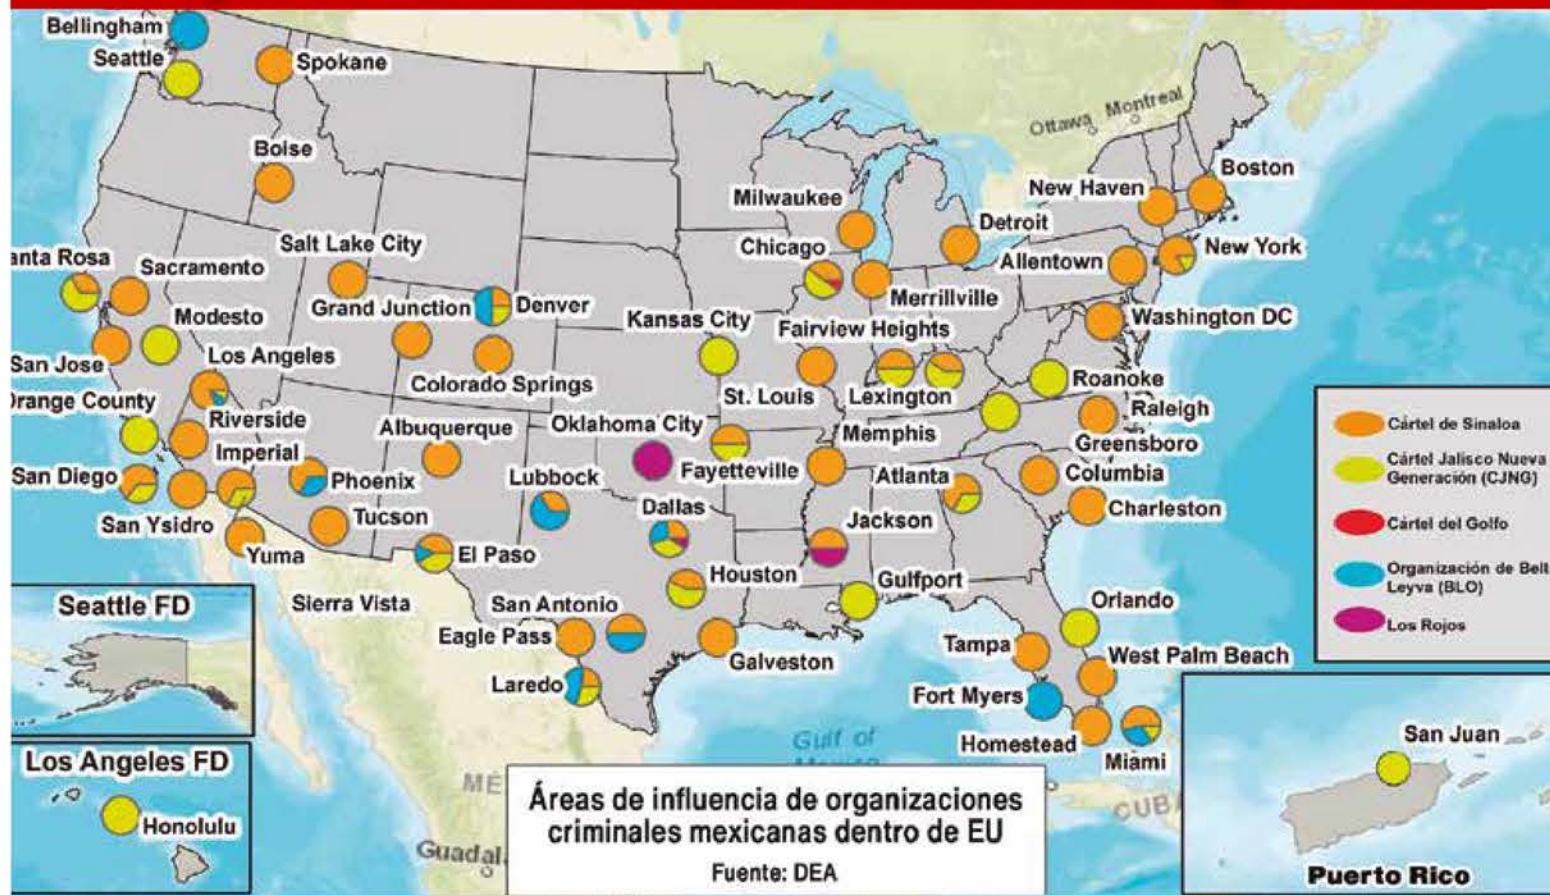 Bellingham
Seattle
Spokane
Boise
Ottawa
Montreal
Boston
New Haven
Milwaukee
Detroit
Chicago
New York
Allentown
Salt Lake City
anta Rosa
Sacramento
Merrillville
Grand Junction
Denver
Kansas City
Fairview Heights
Washington DC
Modesto
Los Angeles
San Jose
Colorado Springs
St. Louis
Lexington
Roanoke
Orange County
Riverside
Albuquerque
Oklahoma City
Memphis
Raleigh
Greensboro
Imperial
San Diego
Phoenix
Lubbock
Fayetteville
Atlanta
Columbia
San Ysidro
Tucson
Dallas
Jackson
Charleston
Yuma
El Paso
Houston
Gulfport
Sierra Vista
San Antonio
Orlando
Eagle Pass
Galveston
Tampa
West Palm Beach
Laredo
Fort Myers
Homestead
Miami
Gulf of
MÉ
CUBA
Guadal
Cártel de Sinaloa
Cártel Jalisco Nueva
Generación (CJNG)
Cártel del Golfo
Organización de Belt
Leyva (BLO)
Los Rojos
Seattle FD
Los Angeles FD
Honolulu
San Juan
Puerto Rico
Áreas de influencia de organizaciones
criminales mexicanas dentro de EU
Fuente: DEA